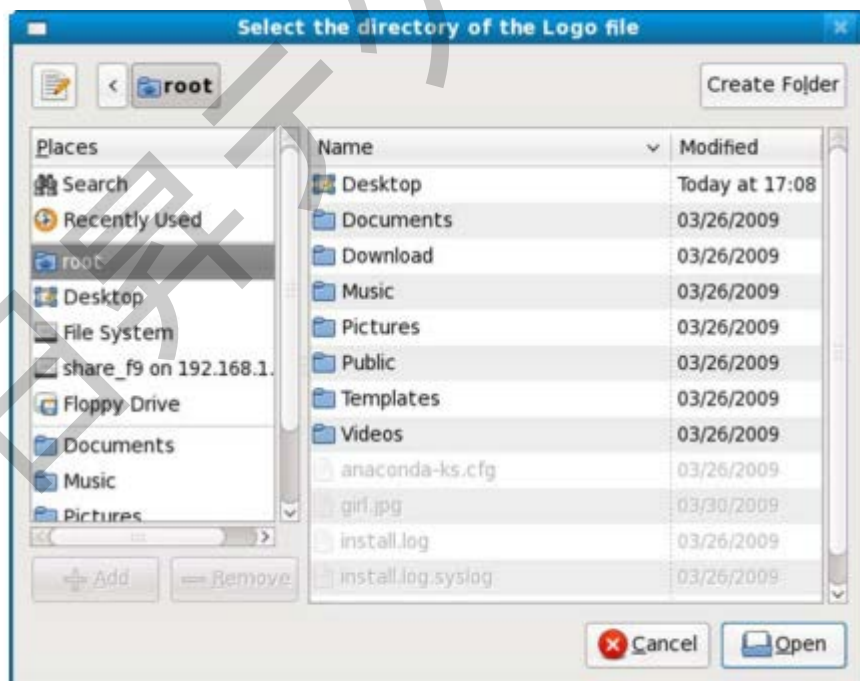 Select the directory of the Logo file
root
Create Folder
Places
Search
Recently Used
root
Desktop
File System
share_f9 on 192.168.1.
Floppy Drive
Documents
Music
Pictures
Add
Remove
Name Modified
Desktop Today at 17:08
Documents 03/26/2009
Download 03/26/2009
Music 03/26/2009
Pictures 03/26/2009
Public 03/26/2009
Templates 03/26/2009
Videos 03/26/2009
anaconda-ks.cfg 03/26/2009
girl.jpg 03/30/2009
install.log 03/26/2009
install.log.syslog 03/26/2009
Cancel
Open